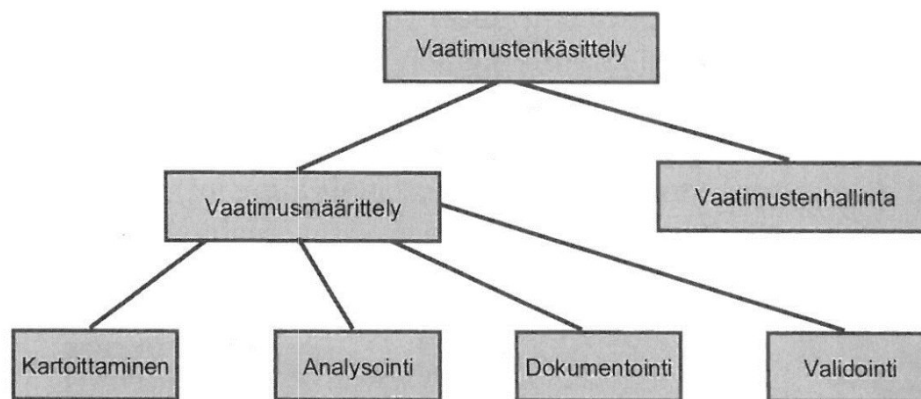 Vaatimustenkäsittely
Vaatimusmäärittely
Vaatimustenhallinta
Kartoittaminen
Analysointi
Dokumentointi
Validointi